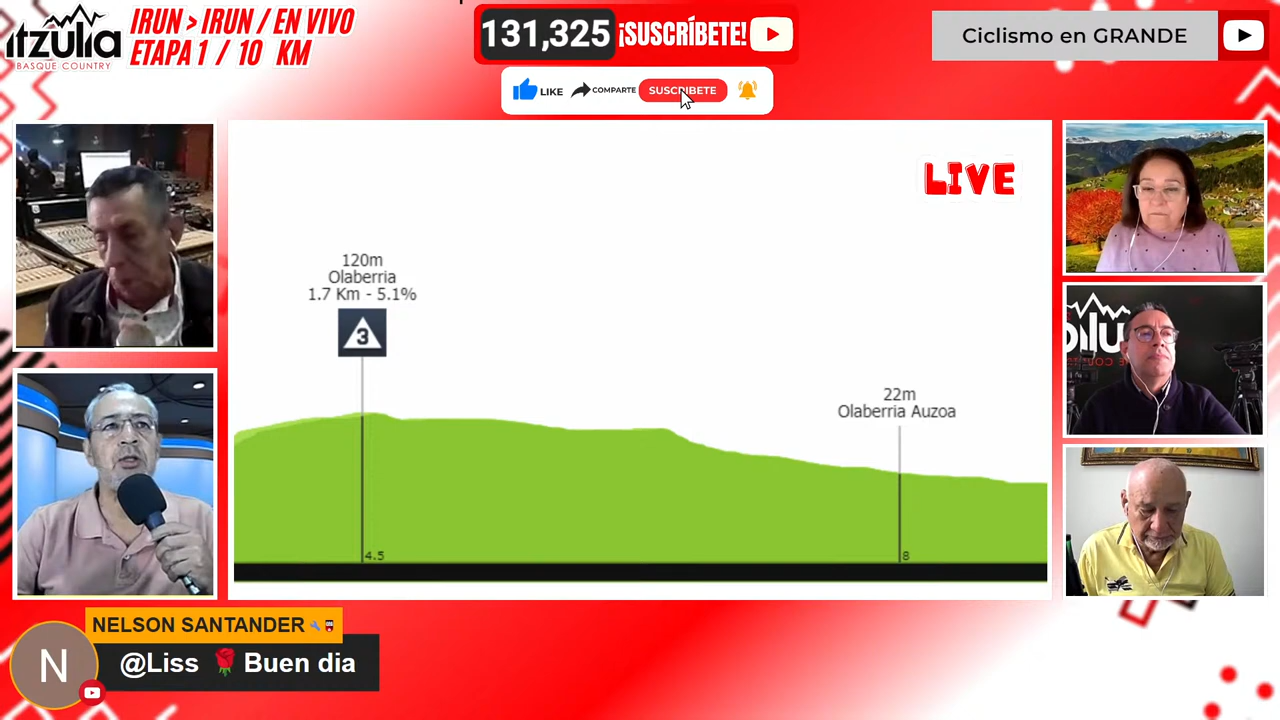 itzulia
BASQUE COUNTRY
IRUN > IRUN / EN VIVO
ETAPA 1 / 10 KM
131,325
¡SUSCRÍBETE!
LIKE
COMPARTE
SUSCRIBETE
Ciclismo en GRANDE
LIVE
120m
Olaberria
1.7 Km - 5.1%
3
22m
Olaberria Auzoa
4.5
8
NELSON SANTANDER
N
@Liss 🌹 Buen dia